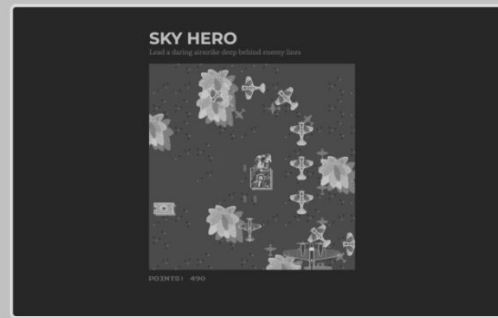 SKY HERO
Lead a daring airstrike deep behind enemy lines
POINTS: 490